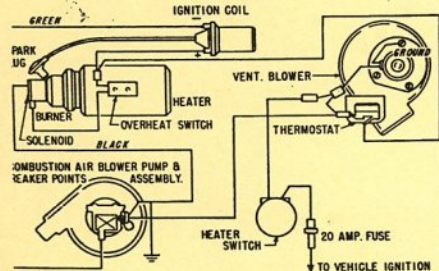 IGNITION COIL
GREEN
PARK
UG
GROUND
VENT. BLOWER
BURNER
HEATER
SOLENOID
OVERHEAT SWITCH
THERMOSTAT
BLACK
OMBUSTION AIR BLOWER PUMP &
REAKER POINTS ASSEMBLY.
HEATER
SWITCH
20 AMP. FUSE
TO VEHICLE IGNITION